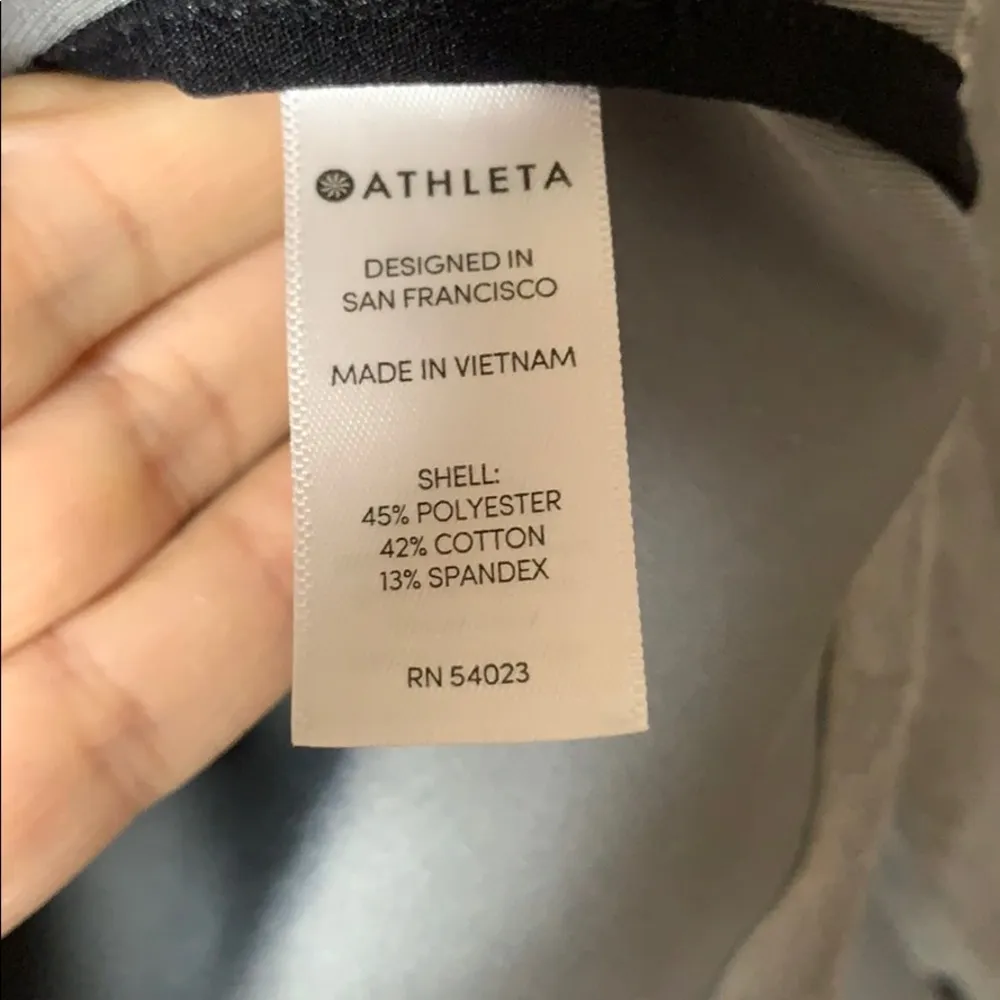 ATHLETA
DESIGNED IN
SAN FRANCISCO
MADE IN VIETNAM
SHELL:
45% POLYESTER
42% COTTON
13% SPANDEX
RN 54023